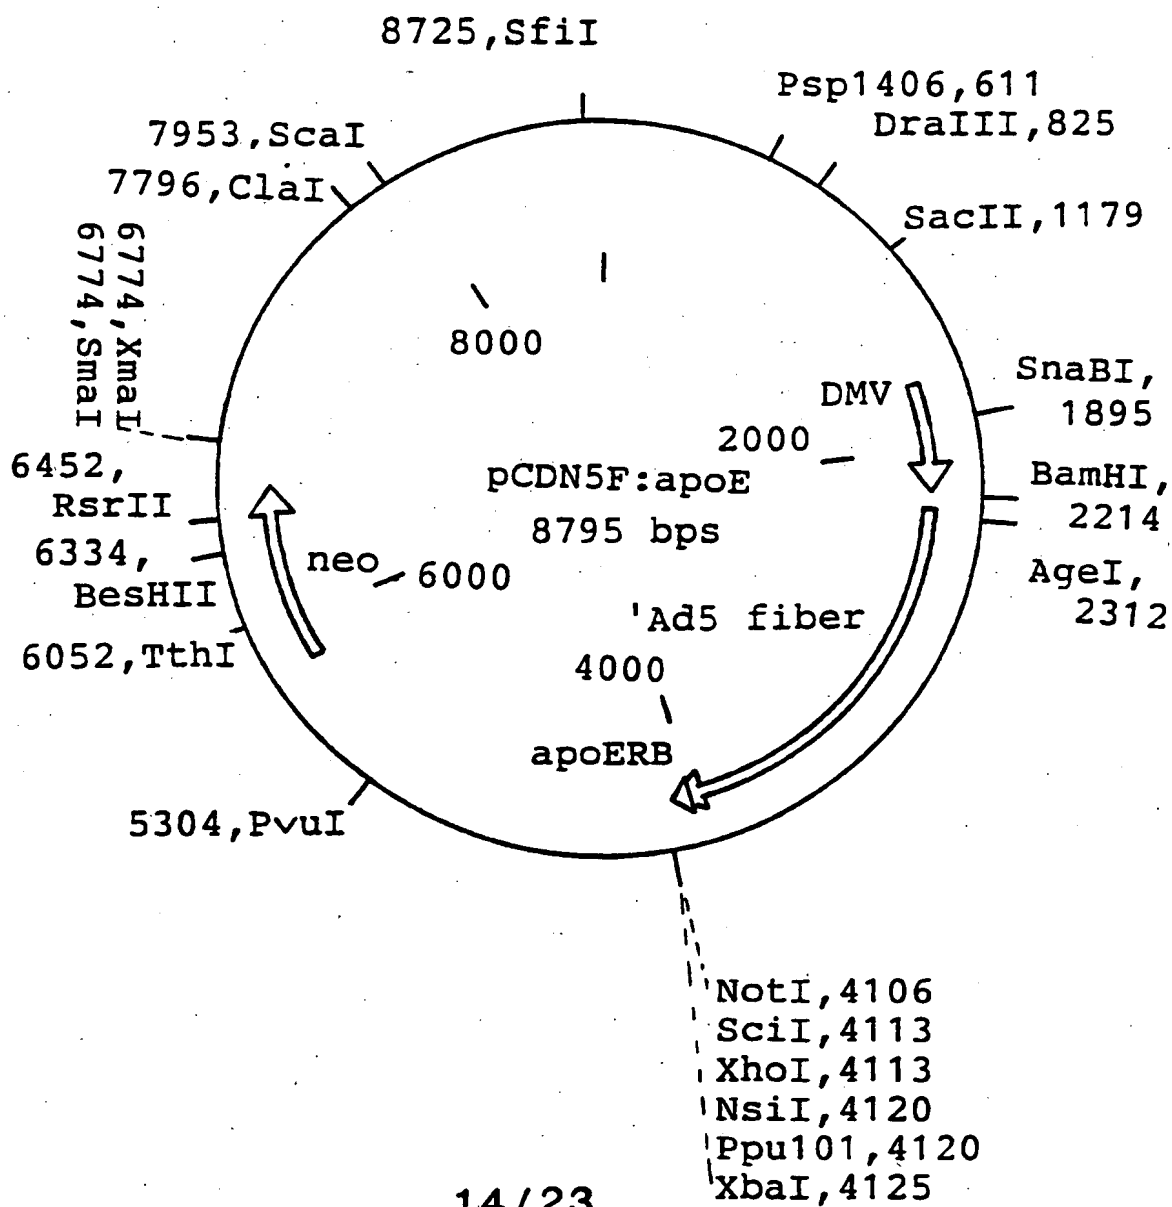 8725,SfiI
Psp1406,611
DraIII,825
7953,ScaI
7796,ClaI
SacII,1179
6774,XmaI
6774,SmaI
8000
SnaBI,
1895
DMV
2000
pCDN5F:apoE
8795 bps
BamHI,
2214
AgeI,
2312
6452,
RsrII
6334,
BesHII
6052,TthI
neo
6000
'Ad5 fiber
4000
apoERB
5304,PvuI
NotI,4106
SciI,4113
XhoI,4113
NsiI,4120
Ppu101,4120
XbaI,4125
14/23